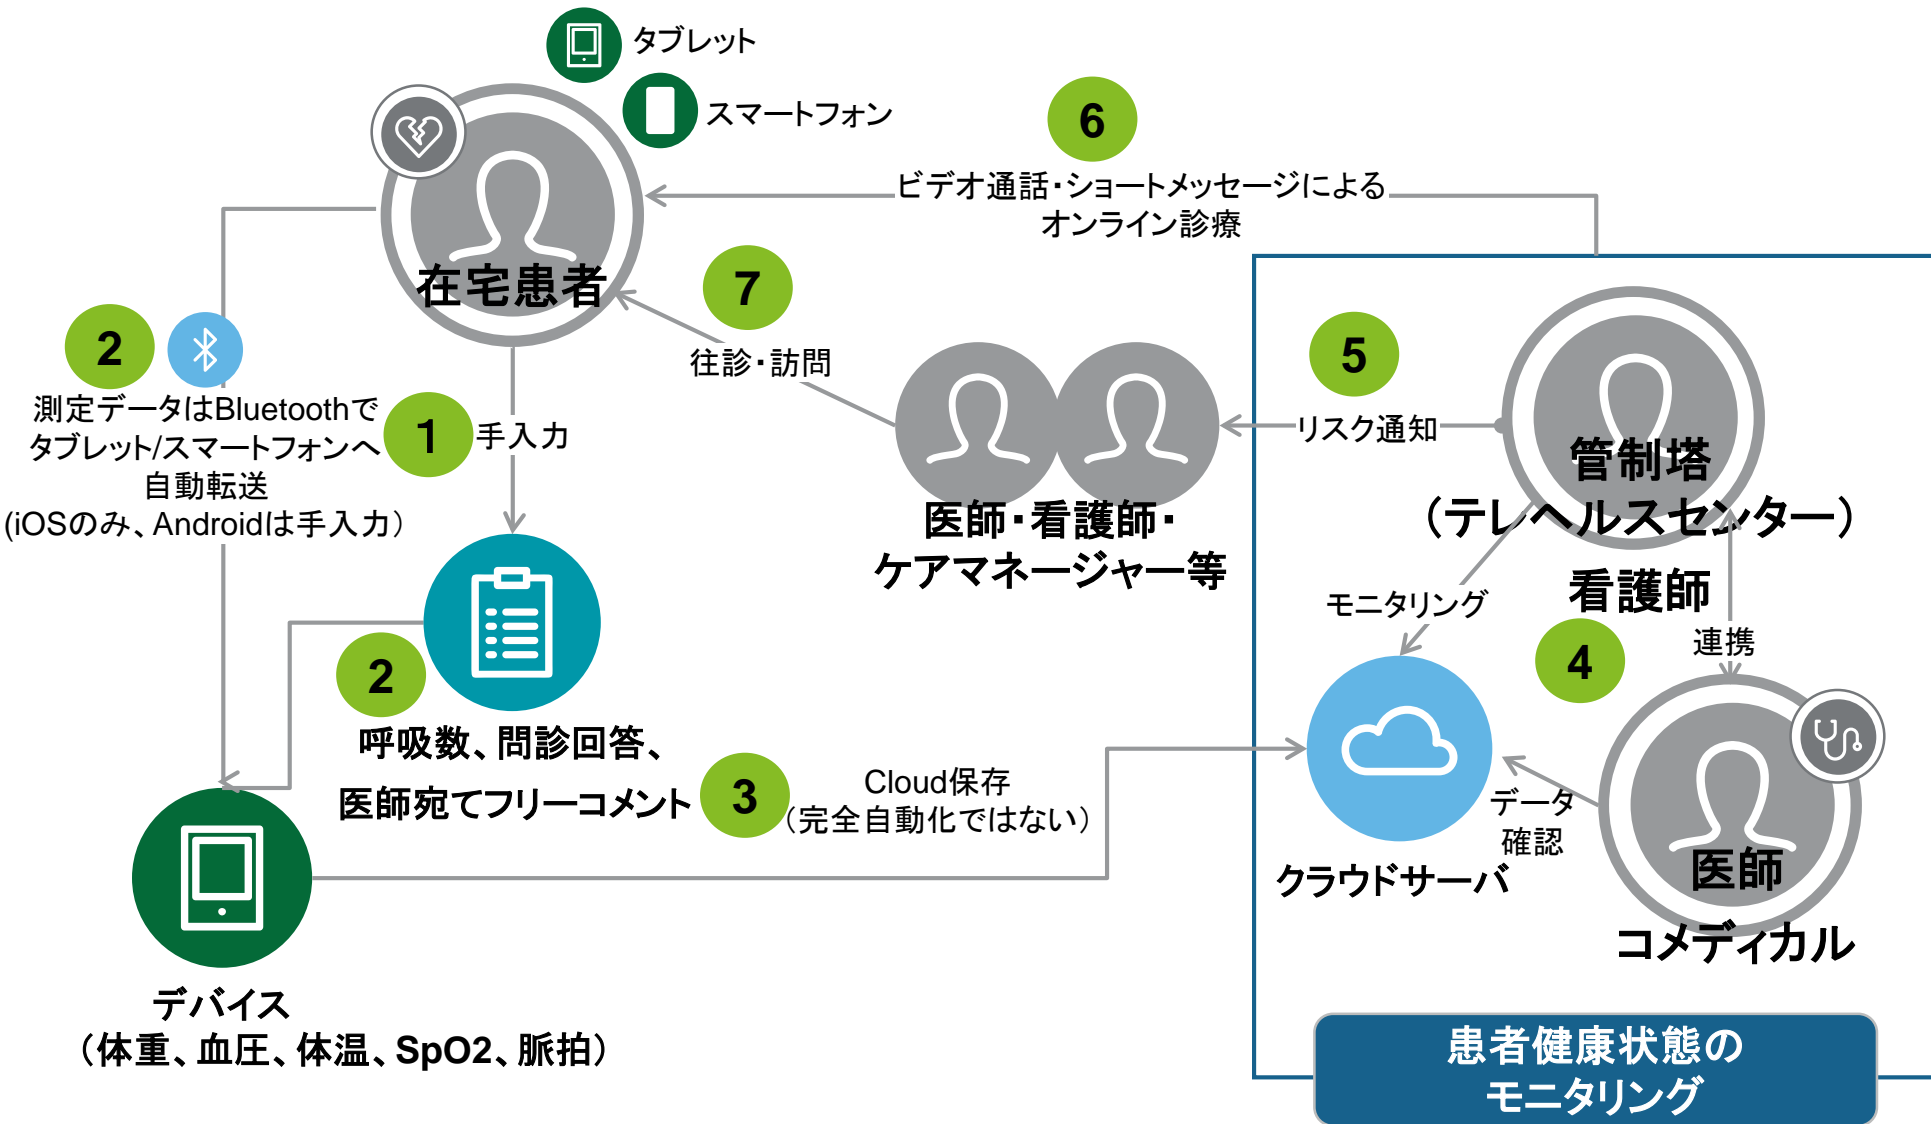 タブレット
スマートフォン
6
ビデオ通話・ショートメッセージによる
オンライン診療
在宅患者
7
往診・訪問
2
測定データはBluetoothで
タブレット/スマートフォンへ
自動転送
(iOSのみ、Androidは手入力）
1
手入力
5
リスク通知
管制塔
（テレヘルスセンター）
看護師
医師・看護師・
ケアマネージャー等
モニタリング
4
連携
2
呼吸数、問診回答、
医師宛てフリーコメント
3
Cloud保存
（完全自動化ではない）
データ
確認
クラウドサーバ
医師
コメディカル
デバイス
（体重、血圧、体温、SpO2、脈拍）
患者健康状態の
モニタリング